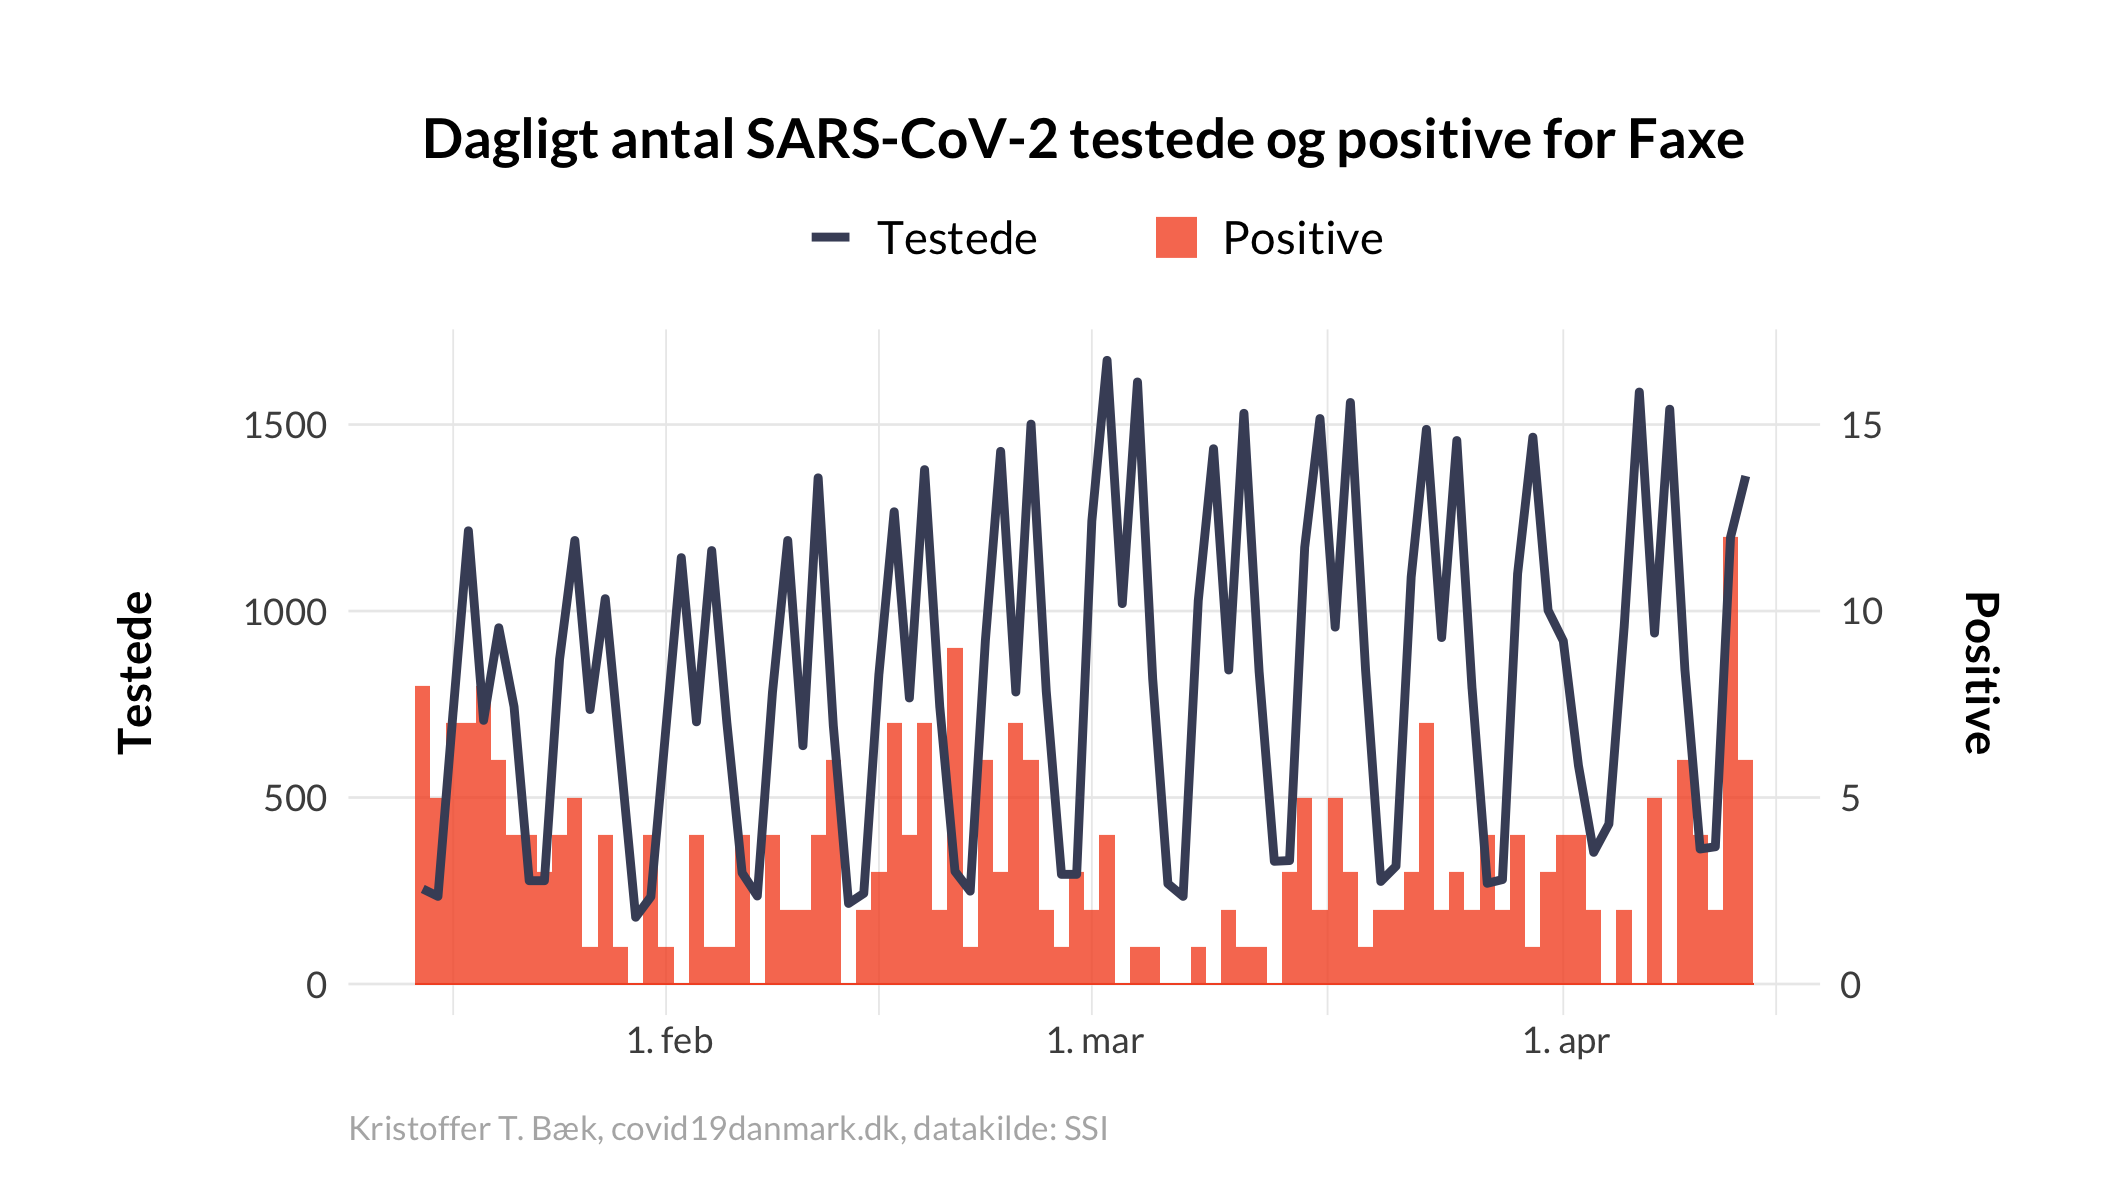 Dagligt antal SARS-CoV-2 testede og positive for Faxe
Testede
Positive
1500
1000
500
0
15
10
5
0
Testede
Positive
1. feb
1. mar
1. apr
Kristoffer T. Bæk, covid19danmark.dk, datakilde: SSI